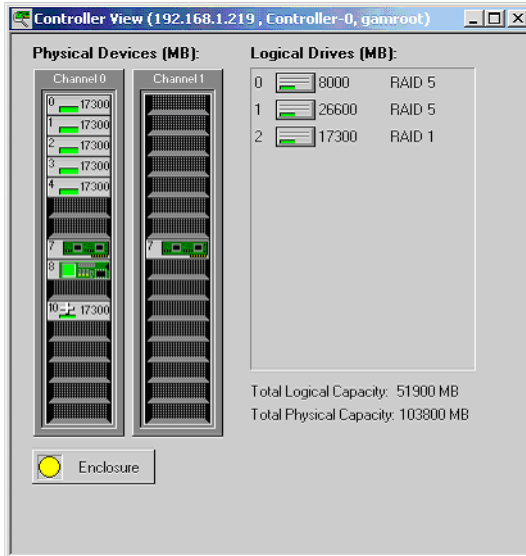 Controller View (192.168.1.219 , Controller-0, gamroot)
Physical Devices (MB):
Channel 0
Channel 1
0 17300
1 17300
2 17300
3 17300
4 17300
7
7
8
10 17300
Logical Drives (MB):
0 8000 RAID 5
1 26600 RAID 5
2 17300 RAID 1
Total Logical Capacity: 51900 MB
Total Physical Capacity: 103800 MB
Enclosure